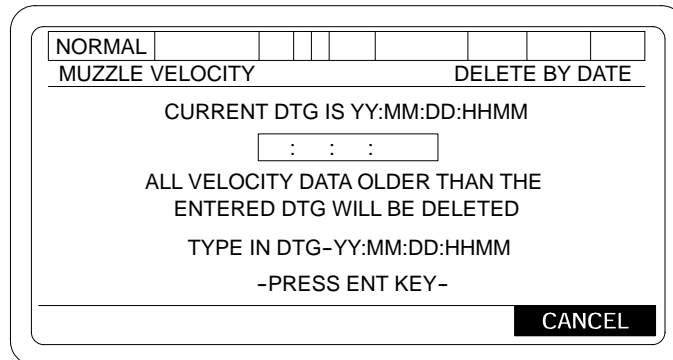 NORMAL
MUZZLE VELOCITY DELETE BY DATE
CURRENT DTG IS YY:MM:DD:HHMM
: : :
ALL VELOCITY DATA OLDER THAN THE
ENTERED DTG WILL BE DELETED
TYPE IN DTG-YY:MM:DD:HHMM
-PRESS ENT KEY-
CANCEL